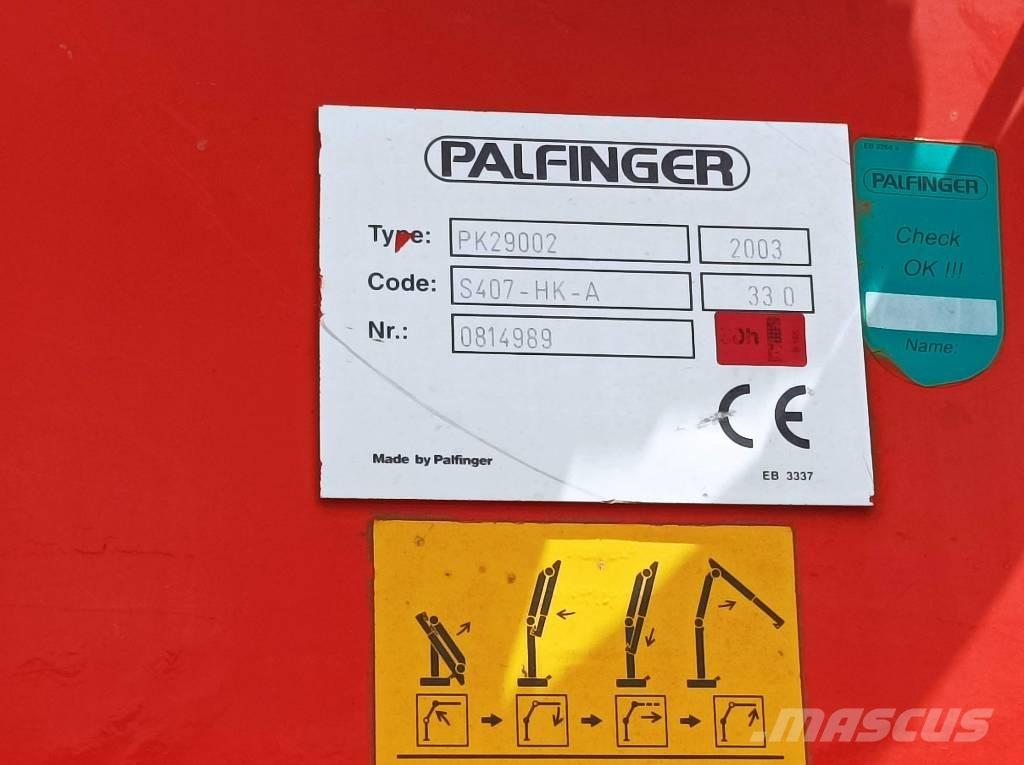 PALFINGER
Type: PK29002 2003
Code: S407-HK-A 33 0
Nr.: 0814989
CE
Made by Palfinger
EB 3337
PALFINGER
Check
OK !!!
Name:
MASCUS